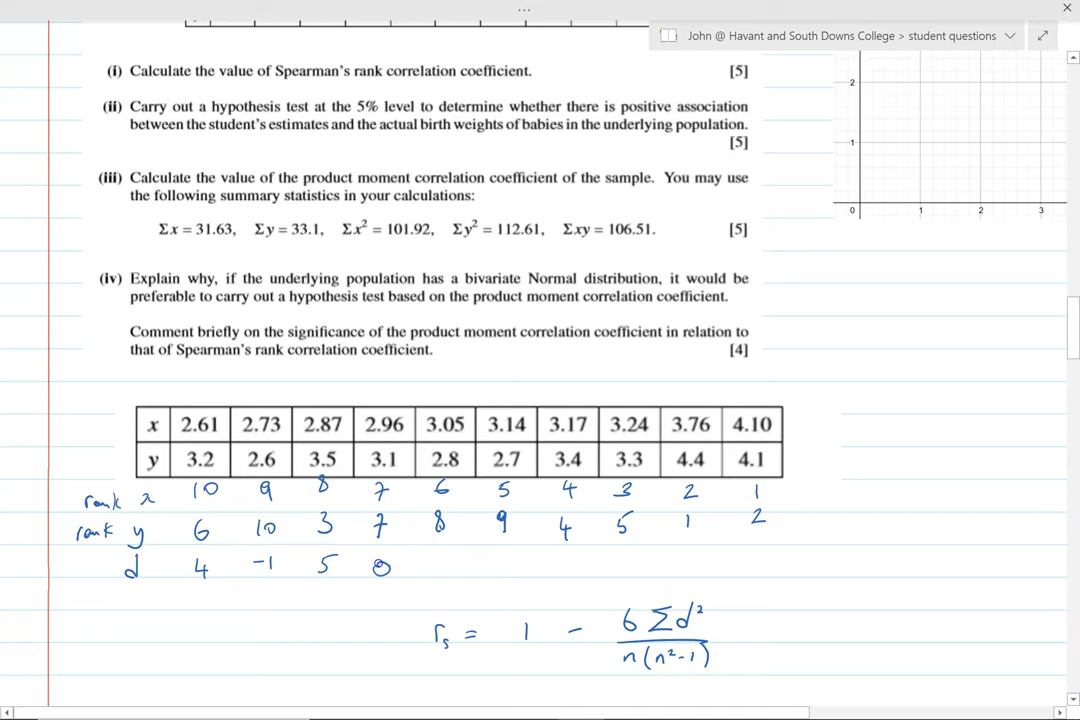 John @ Havant and South Downs College > student questions
(i) Calculate the value of Spearman's rank correlation coefficient. [5]
(ii) Carry out a hypothesis test at the 5% level to determine whether there is positive association
between the student's estimates and the actual birth weights of babies in the underlying population.
[5]
(iii) Calculate the value of the product moment correlation coefficient of the sample. You may use
the following summary statistics in your calculations:
Σx = 31.63, Σy = 33.1, Σx² = 101.92, Σy² = 112.61, Σxy = 106.51. [5]
(iv) Explain why, if the underlying population has a bivariate Normal distribution, it would be
preferable to carry out a hypothesis test based on the product moment correlation coefficient.
Comment briefly on the significance of the product moment correlation coefficient in relation to
that of Spearman's rank correlation coefficient. [4]
2
1
0 1 2 3
x 2.61 2.73 2.87 2.96 3.05 3.14 3.17 3.24 3.76 4.10
y 3.2 2.6 3.5 3.1 2.8 2.7 3.4 3.3 4.4 4.1
rank x 10 9 8 7 6 5 4 3 2 1
rank y 6 10 3 7 8 9 4 5 1 2
d 4 -1 5 0
rₛ = 1 - 6 Σd² / n(n²-1)